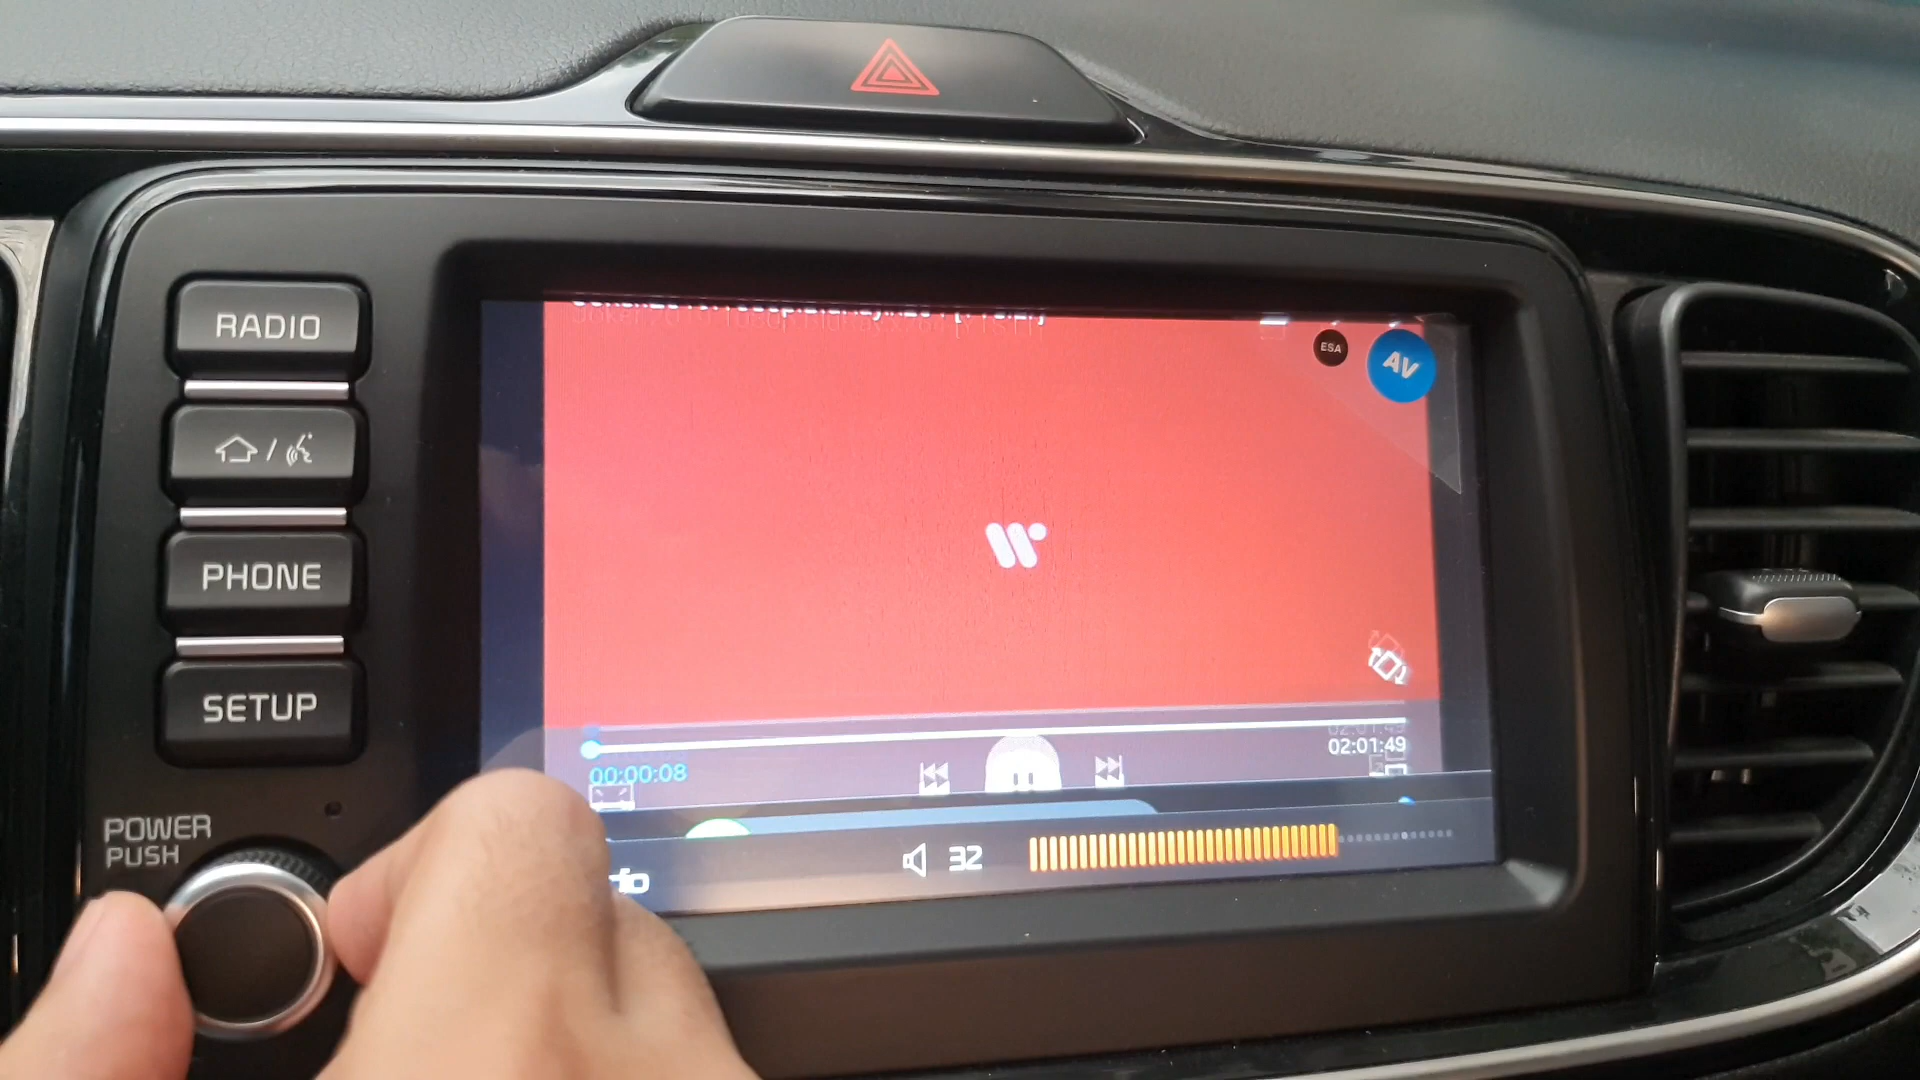 RADIO
PHONE
SETUP
POWER
PUSH
ESA
AV
02:01:49
00:00:08
32